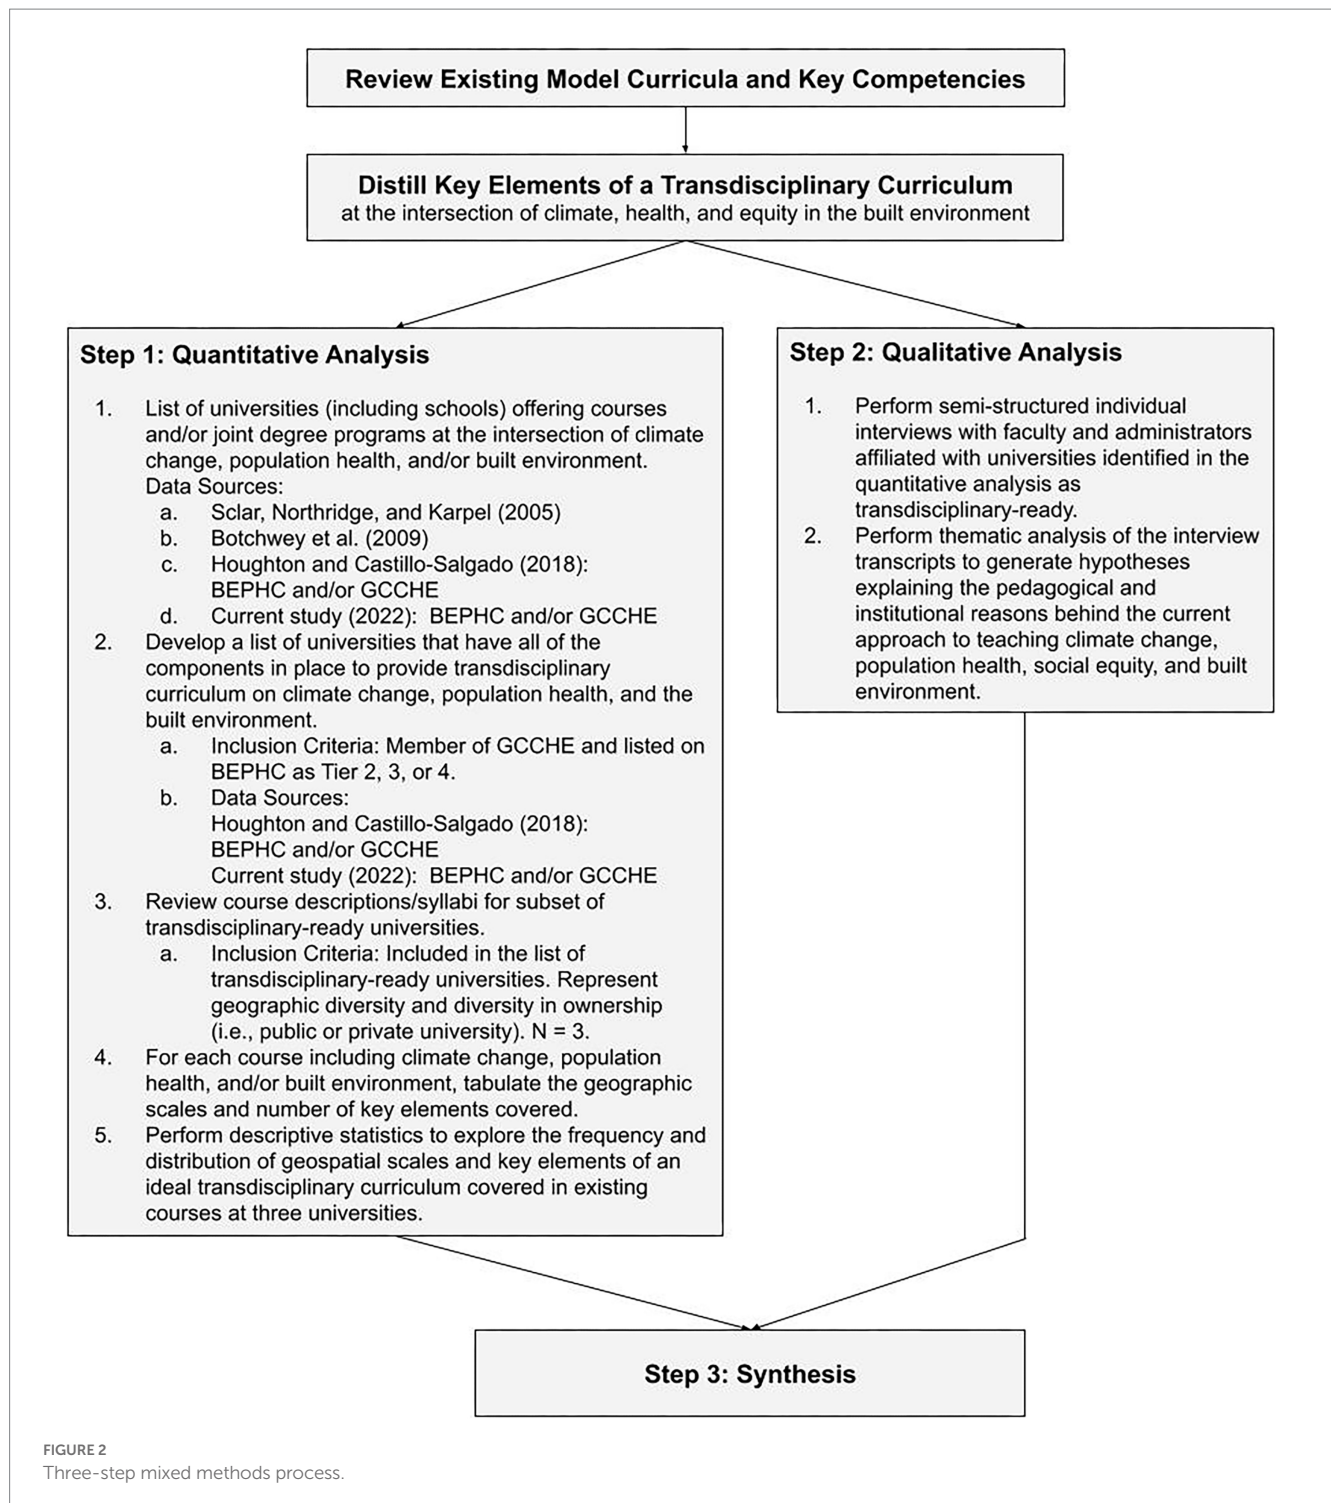 Review Existing Model Curricula and Key Competencies
Distill Key Elements of a Transdisciplinary Curriculum
at the intersection of climate, health, and equity in the built environment
Step 1: Quantitative Analysis
1. List of universities (including schools) offering courses
and/or joint degree programs at the intersection of climate
change, population health, and/or built environment.
Data Sources:
a. Sclar, Northridge, and Karpel (2005)
b. Botchwey et al. (2009)
c. Houghton and Castillo-Salgado (2018):
BEPHC and/or GCCHE
d. Current study (2022): BEPHC and/or GCCHE
2. Develop a list of universities that have all of the
components in place to provide transdisciplinary
curriculum on climate change, population health, and the
built environment.
a. Inclusion Criteria: Member of GCCHE and listed on
BEPHC as Tier 2, 3, or 4.
b. Data Sources:
Houghton and Castillo-Salgado (2018):
BEPHC and/or GCCHE
Current study (2022): BEPHC and/or GCCHE
3. Review course descriptions/syllabi for subset of
transdisciplinary-ready universities.
a. Inclusion Criteria: Included in the list of
transdisciplinary-ready universities. Represent
geographic diversity and diversity in ownership
(i.e., public or private university). N = 3.
4. For each course including climate change, population
health, and/or built environment, tabulate the geographic
scales and number of key elements covered.
5. Perform descriptive statistics to explore the frequency and
distribution of geospatial scales and key elements of an
ideal transdisciplinary curriculum covered in existing
courses at three universities.
Step 2: Qualitative Analysis
1. Perform semi-structured individual
interviews with faculty and administrators
affiliated with universities identified in the
quantitative analysis as
transdisciplinary-ready.
2. Perform thematic analysis of the interview
transcripts to generate hypotheses
explaining the pedagogical and
institutional reasons behind the current
approach to teaching climate change,
population health, social equity, and built
environment.
Step 3: Synthesis
FIGURE 2
Three-step mixed methods process.